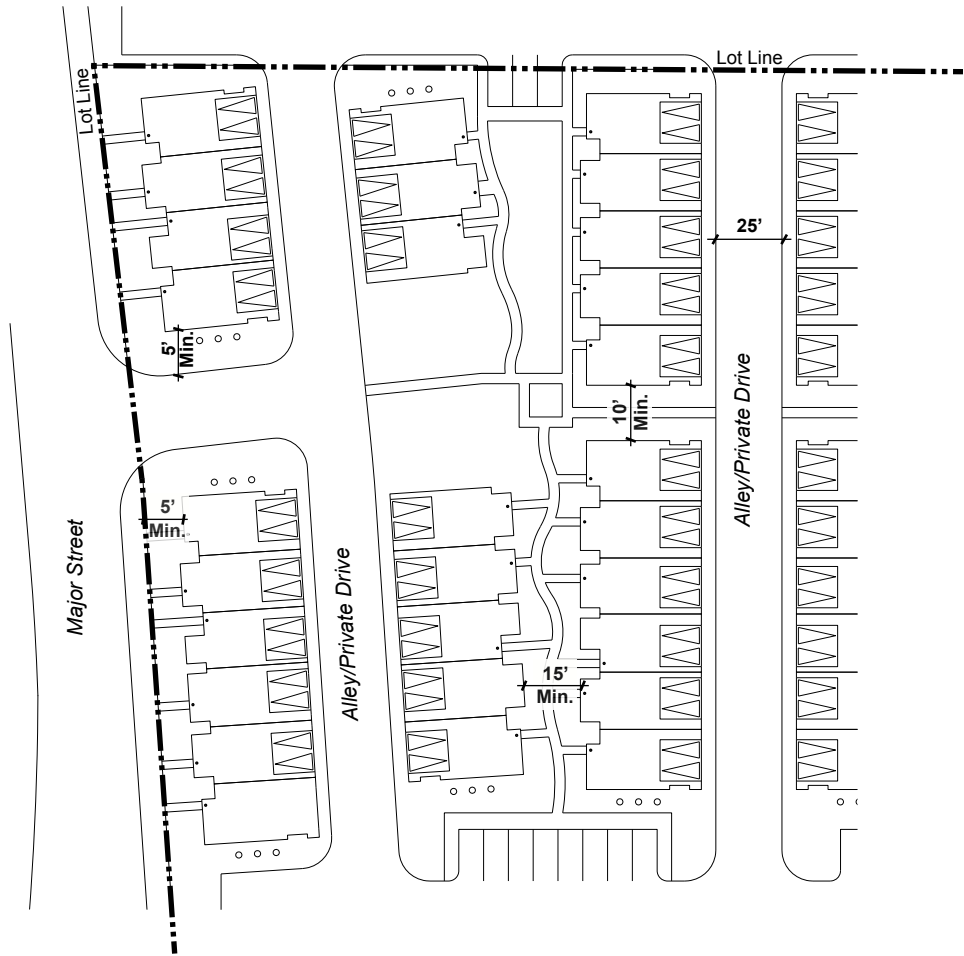 Lot Line
Lot Line
25’
5’
Min.
10’
Min.
Alley/Private Drive
5’
Min.
Major Street
Alley/Private Drive
15’
Min.